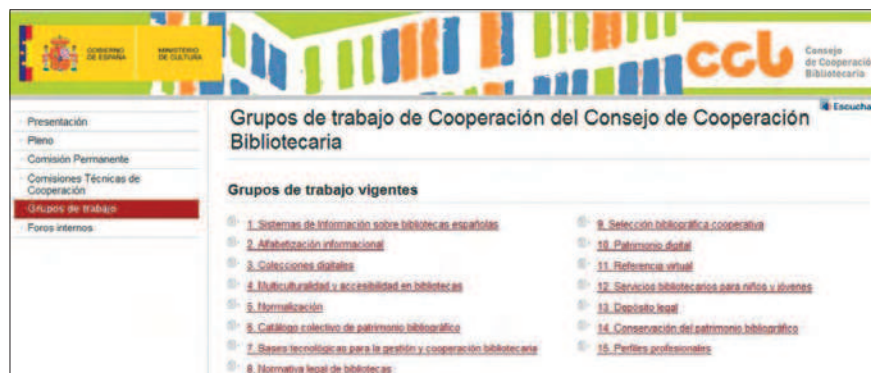 GOBIERNO
DE ESPAÑA
MINISTERIO
DE CULTURA
ccb
Consejo
de Cooperació
Bibliotecaria
Escucha
Presentación
Pleno
Comisión Permanente
Comisiones Técnicas de
Cooperación
Grupos de trabajo
Foros internos
Grupos de trabajo de Cooperación del Consejo de Cooperación
Bibliotecaria
Grupos de trabajo vigentes
1. Sistemas de Información sobre bibliotecas españolas
2. Alfabetización informacional
3. Colecciones digitales
4. Multiculturalidad y accesibilidad en bibliotecas
5. Normalización
6. Catálogo colectivo de patrimonio bibliográfico
7. Bases tecnológicas para la gestión y cooperación bibliotecaria
8. Normativa legal de bibliotecas
9. Selección bibliográfica cooperativa
10. Patrimonio digital
11. Referencia virtual
12. Servicios bibliotecarios para niños y jóvenes
13. Depósito legal
14. Conservación del patrimonio bibliográfico
15. Perfiles profesionales